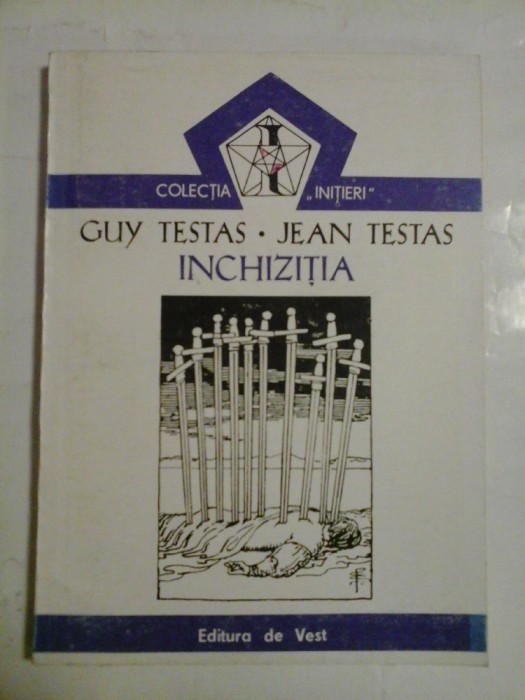 COLECȚIA „INIȚIERI"
GUY TESTAS · JEAN TESTAS
INCHIZIȚIA
Editura de Vest